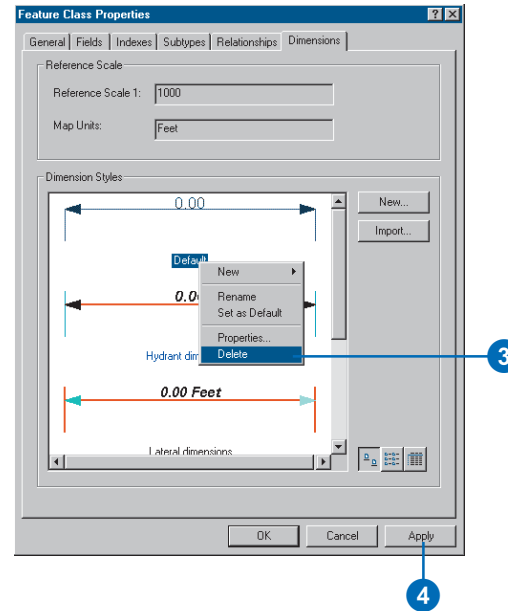 Feature Class Properties
General Fields Indexes Subtypes Relationships Dimensions
Reference Scale
Reference Scale 1: 1000
Map Units: Feet
Dimension Styles
0.00
New...
Import...
Default
New
Rename
Set as Default
Properties...
Delete
3
Hydrant
0.00 Feet
Lateral dimensions
OK Cancel Apply
4